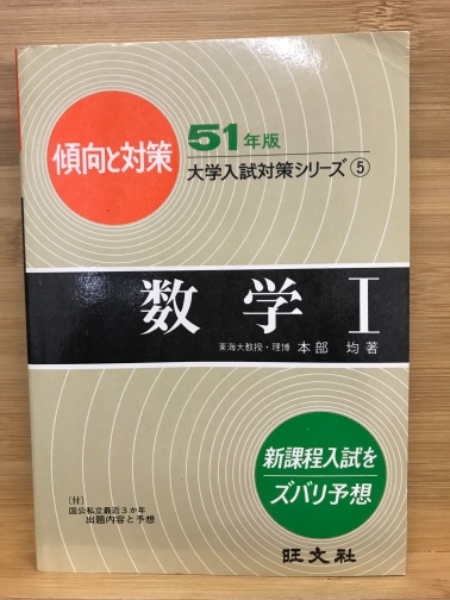 傾向と対策
51年版
大学入試対策シリーズ⑤
数学Ⅰ
東海大教授・理博 本部 均著
新課程入試を
ズバリ予想
〔付〕
国公私立最近3か年
出題内容と予想
旺文社